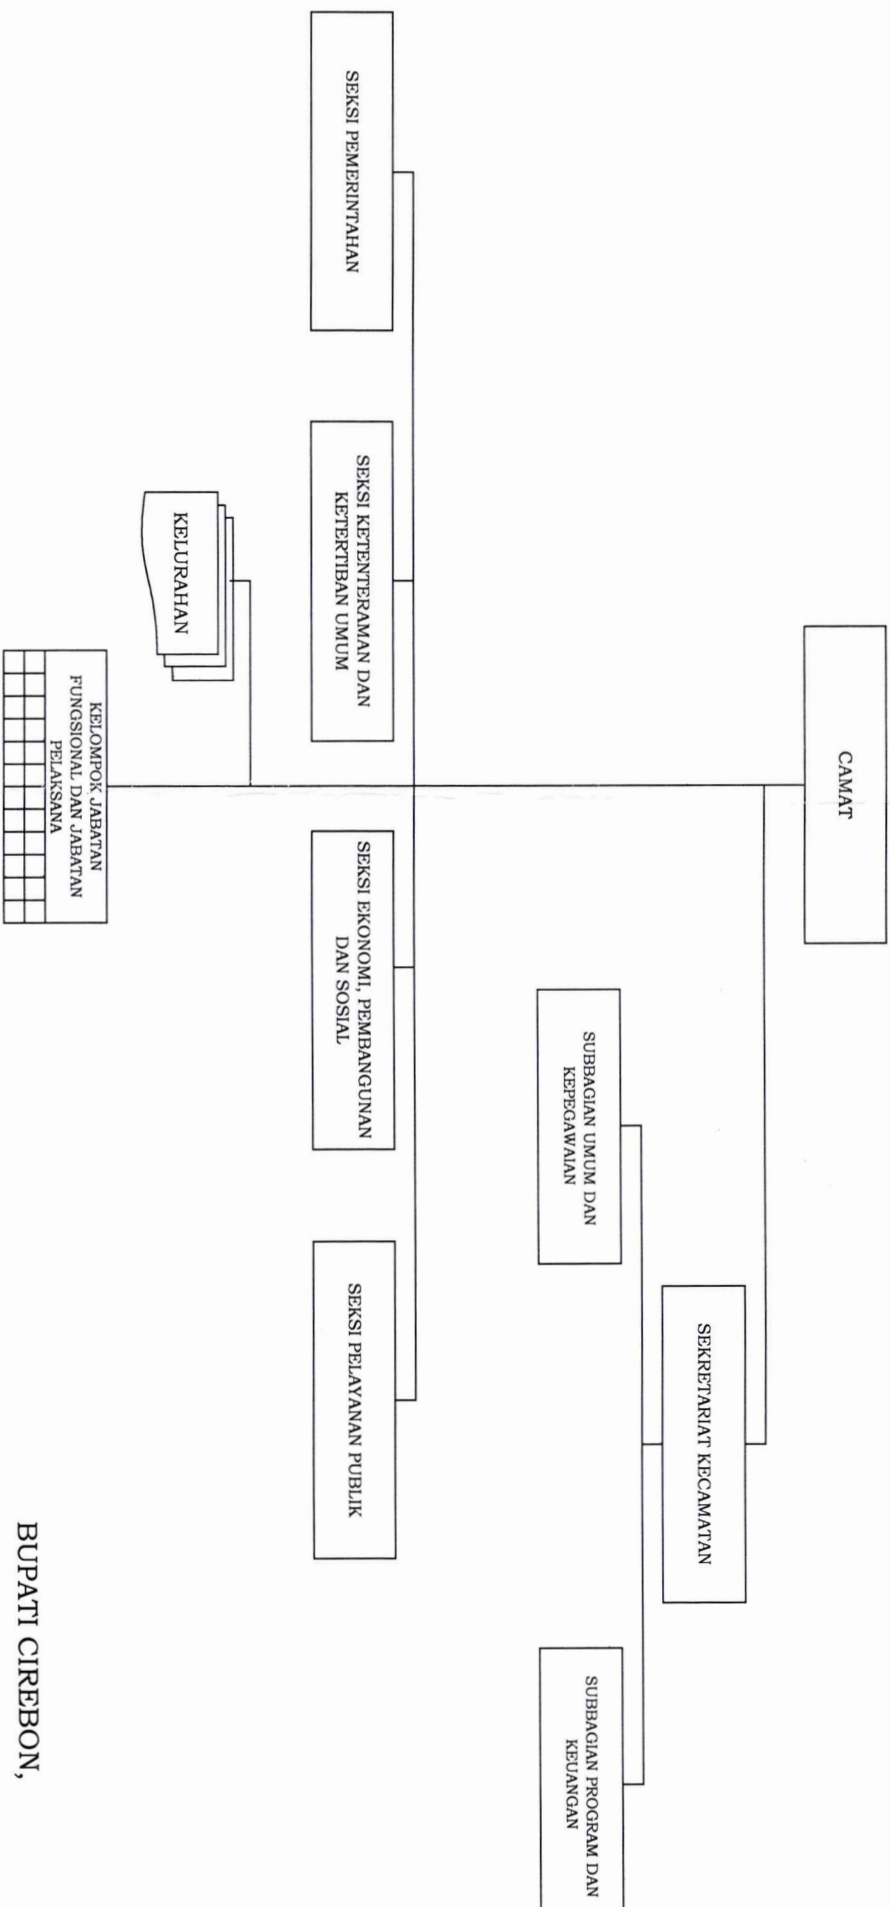 CAMAT
SEKRETARIAT KECAMATAN
SUBBAGIAN UMUM DAN
KEPEGAWAIAN
SUBBAGIAN PROGRAM DAN
KEUANGAN
SEKSI PEMERINTAHAN
SEKSI KETENTERAMAN DAN
KETERTIBAN UMUM
SEKSI EKONOMI, PEMBANGUNAN
DAN SOSIAL
SEKSI PELAYANAN PUBLIK
KELURAHAN
KELOMPOK JABATAN
FUNGSIONAL DAN JABATAN
PELAKSANA
BUPATI CIREBON,